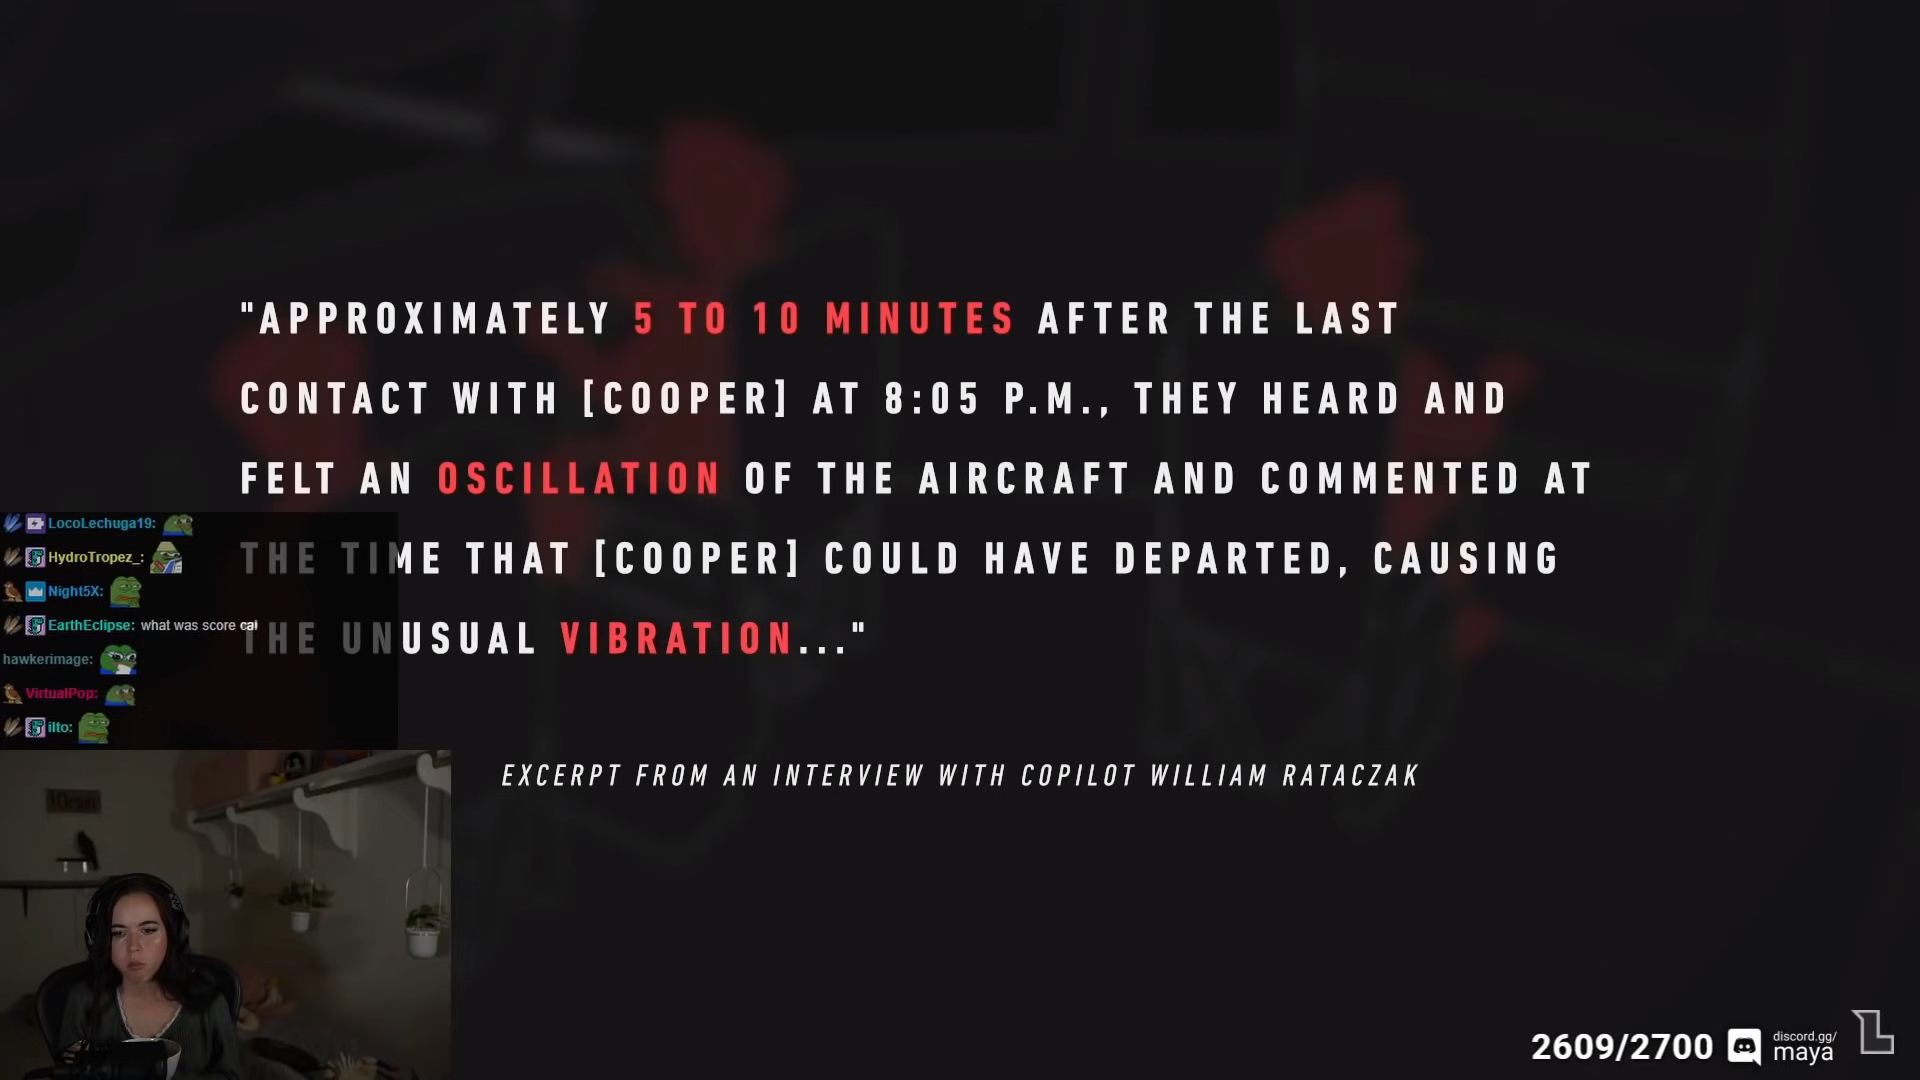 "APPROXIMATELY 5 TO 10 MINUTES AFTER THE LAST
CONTACT WITH [COOPER] AT 8:05 P.M., THEY HEARD AND
FELT AN OSCILLATION OF THE AIRCRAFT AND COMMENTED AT
THE TIME THAT [COOPER] COULD HAVE DEPARTED, CAUSING
THE UNUSUAL VIBRATION..."
EXCERPT FROM AN INTERVIEW WITH COPILOT WILLIAM RATACZAK
LocoLechuga19:
HydroTropez_:
Night5X:
EarthEclipse: what was score cal
hawkerimage:
VirtualPop:
ilto:
2609/2700
discord.gg/
maya